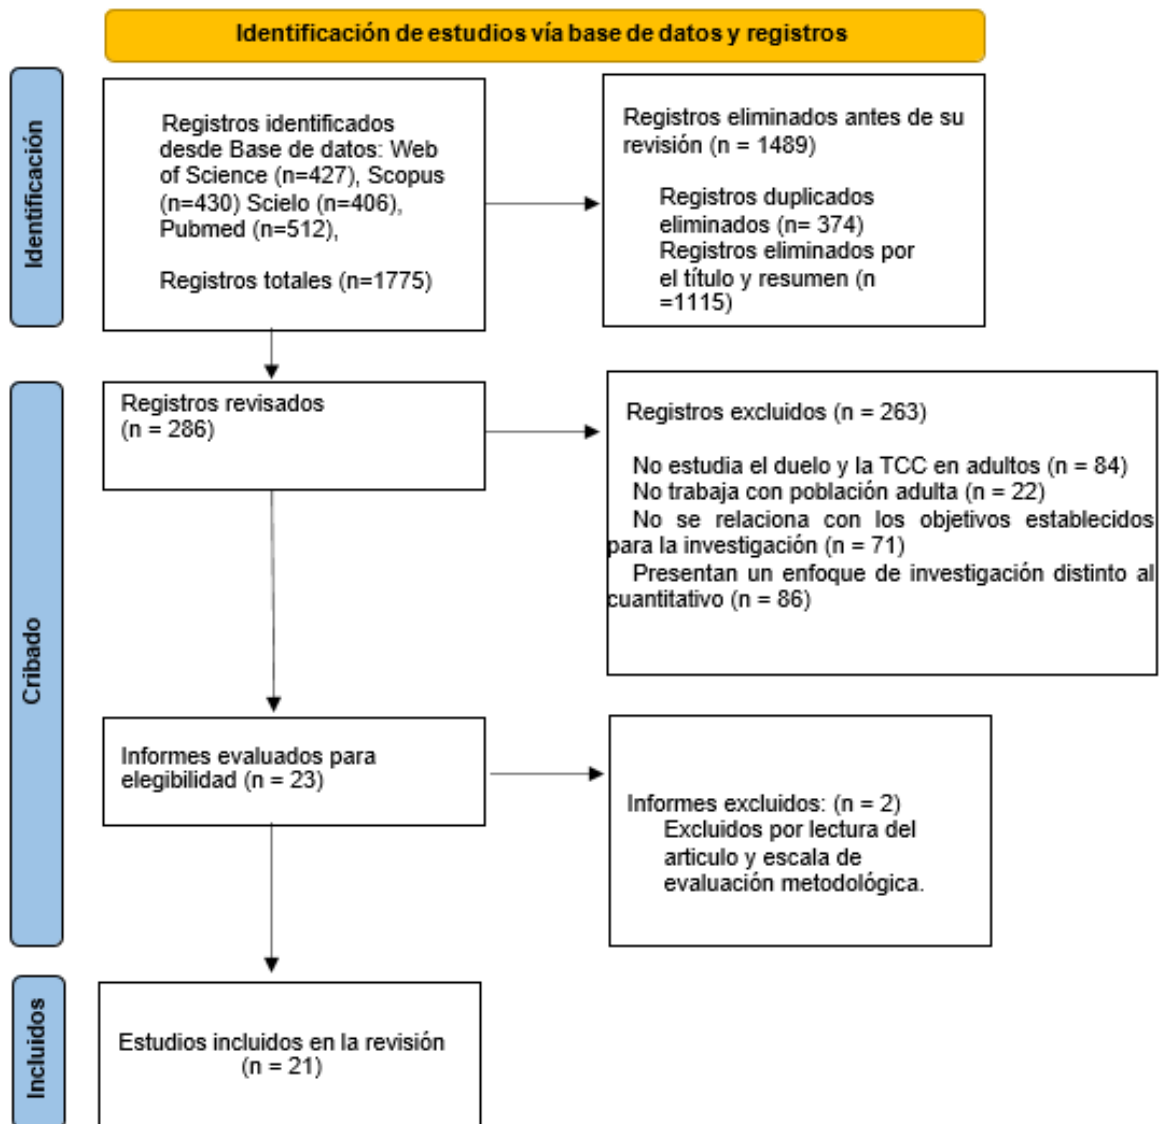 Identificación de estudios vía base de datos y registros
Identificación
Registros identificados
desde Base de datos: Web
of Science (n=427), Scopus
(n=430) Scielo (n=406),
Pubmed (n=512),
Registros totales (n=1775)
Registros eliminados antes de su
revisión (n = 1489)
Registros duplicados
eliminados (n= 374)
Registros eliminados por
el título y resumen (n
=1115)
Cribado
Registros revisados
(n = 286)
Registros excluidos (n = 263)
No estudia el duelo y la TCC en adultos (n = 84)
No trabaja con población adulta (n = 22)
No se relaciona con los objetivos establecidos
para la investigación (n = 71)
Presentan un enfoque de investigación distinto al
cuantitativo (n = 86)
Informes evaluados para
elegibilidad (n = 23)
Informes excluidos: (n = 2)
Excluidos por lectura del
articulo y escala de
evaluación metodológica.
Incluidos
Estudios incluidos en la revisión
(n = 21)